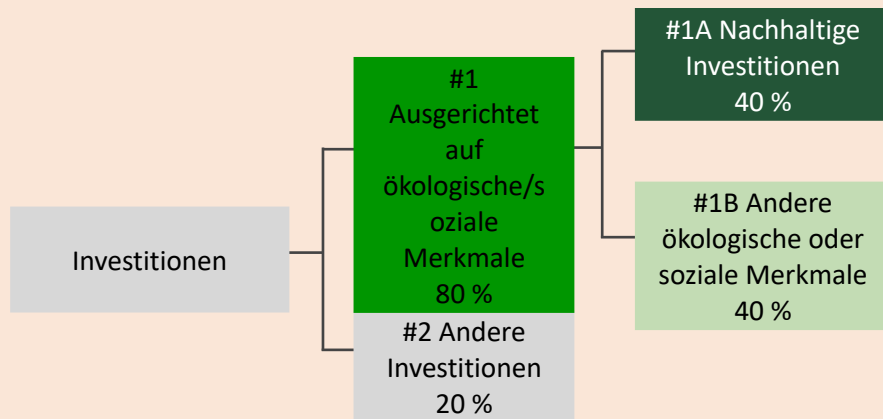 Investitionen
#1
Ausgerichtet
auf
ökologische/s
oziale
Merkmale
80 %
#2 Andere
Investitionen
20 %
#1A Nachhaltige
Investitionen
40 %
#1B Andere
ökologische oder
soziale Merkmale
40 %